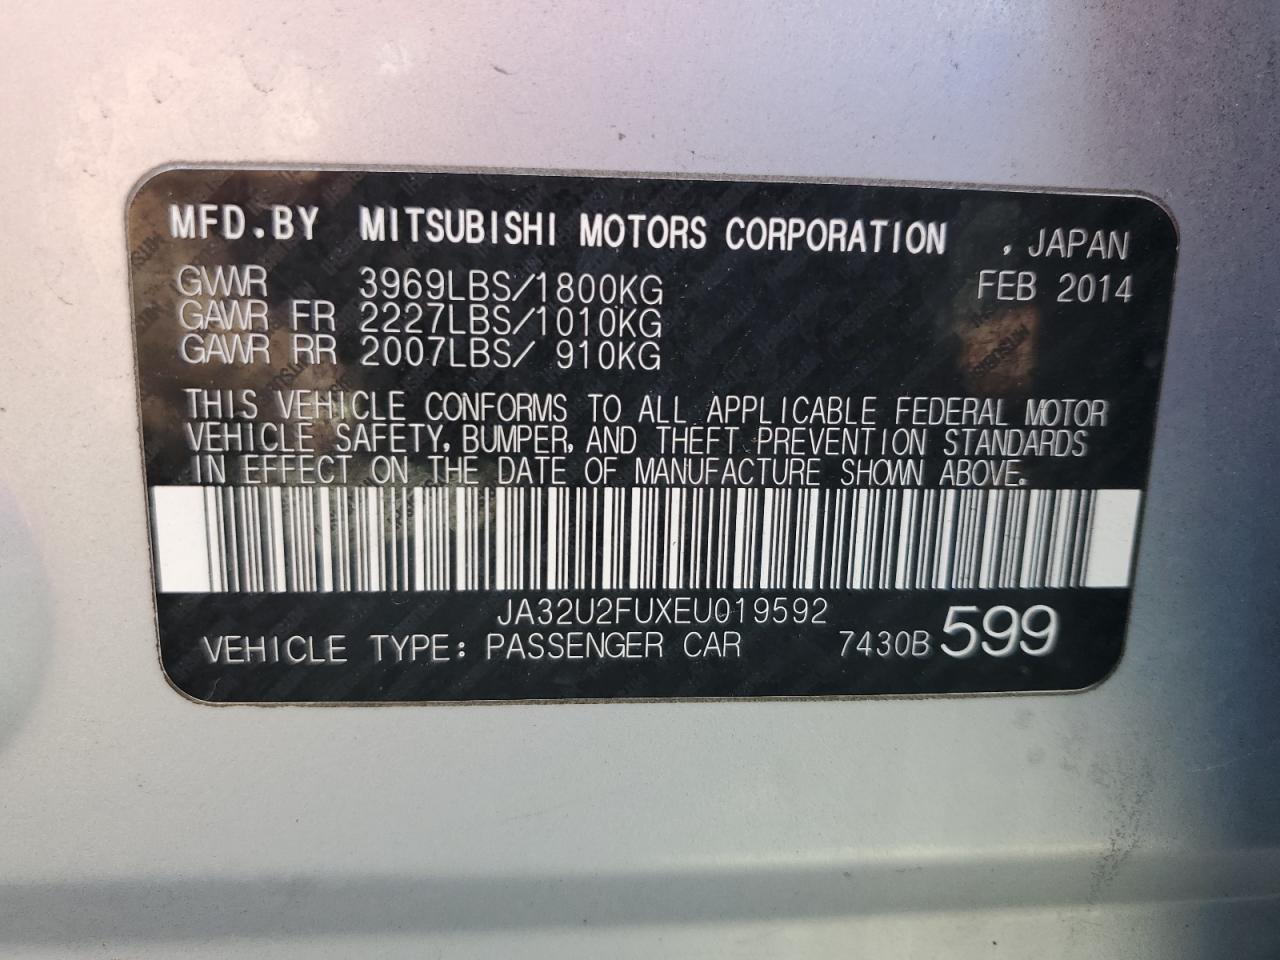 MFD.BY MITSUBISHI MOTORS CORPORATION , JAPAN
GVWR 3969LBS/1800KG FEB 2014
GAWR FR 2227LBS/1010KG
GAWR RR 2007LBS/ 910KG
THIS VEHICLE CONFORMS TO ALL APPLICABLE FEDERAL MOTOR
VEHICLE SAFETY, BUMPER, AND THEFT PREVENTION STANDARDS
IN EFFECT ON THE DATE OF MANUFACTURE SHOWN ABOVE.
JA32U2FUXEU019592
VEHICLE TYPE: PASSENGER CAR 7430B 599